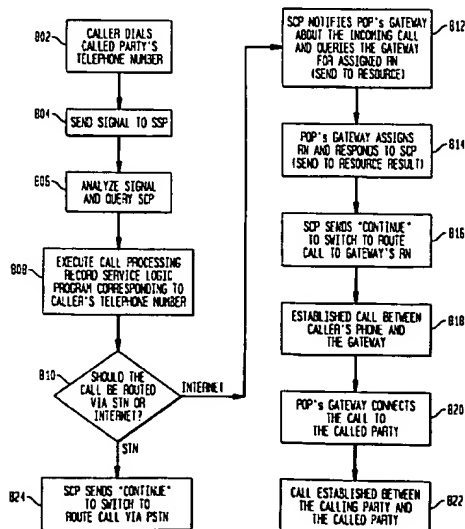 802
CALLER DIALS
CALLED PARTY'S
TELEPHONE NUMBER
804
SEND SIGNAL TO SSP
806
ANALYZE SIGNAL
AND QUERY SCP
808
EXECUTE CALL PROCESSING
RECORD SERVICE LOGIC
PROGRAM CORRESPONDING TO
CALLER'S TELEPHONE NUMBER
810
SHOULD THE
CALL BE ROUTED
VIA STN OR
INTERNET?
INTERNET
STN
824
SCP SENDS "CONTINUE"
TO SWITCH TO
ROUTE CALL VIA PSTN
812
SCP NOTIFIES POP's GATEWAY
ABOUT THE INCOMING CALL
AND QUERIES THE GATEWAY
FOR ASSIGNED RN
(SEND TO RESOURCE)
814
POP's GATEWAY ASSIGNS
RN AND RESPONDS TO SCP
(SEND TO RESOURCE RESULT)
816
SCP SENDS "CONTINUE"
TO SWITCH TO ROUTE
CALL TO GATEWAY'S RN
818
ESTABLISHED CALL BETWEEN
CALLER'S PHONE AND
THE GATEWAY
820
POP's GATEWAY CONNECTS
THE CALL TO
THE CALLED PARTY
822
CALL ESTABLISHED BETWEEN
THE CALLING PARTY AND
THE CALLED PARTY